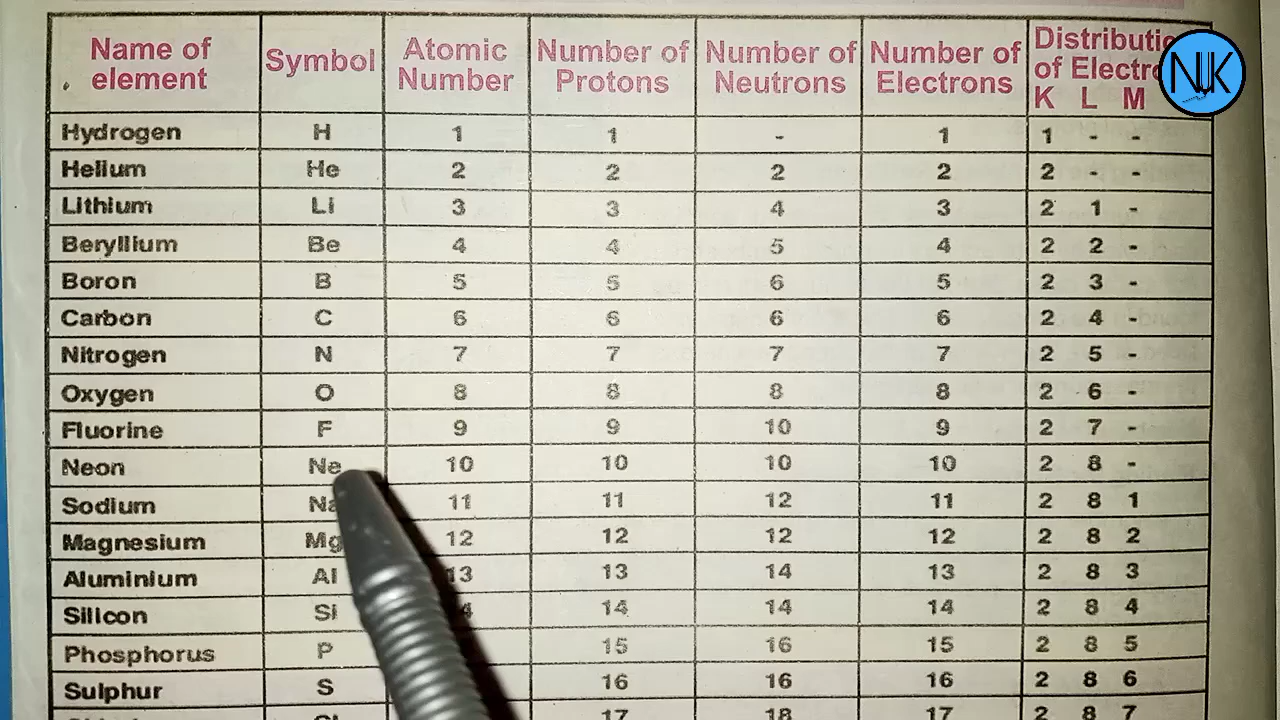 Name of element Symbol Atomic Number Number of Protons Number of Neutrons Number of Electrons Distributio of Electro K L M
NK
Hydrogen H 1 1 - 1 1 - -
Helium He 2 2 2 2 2 - -
Lithium Li 3 3 4 3 2 1 -
Beryllium Be 4 4 5 4 2 2 -
Boron B 5 5 6 5 2 3 -
Carbon C 6 6 6 6 2 4 -
Nitrogen N 7 7 7 7 2 5 -
Oxygen O 8 8 8 8 2 6 -
Fluorine F 9 9 10 9 2 7 -
Neon Ne 10 10 10 10 2 8 -
Sodium Na 11 11 12 11 2 8 1
Magnesium Mg 12 12 12 12 2 8 2
Aluminium Al 13 13 14 13 2 8 3
Silicon Si 14 14 14 2 8 4
Phosphorus P 15 16 15 2 8 5
Sulphur S 16 16 16 2 8 6
17 18 17 2 8 7